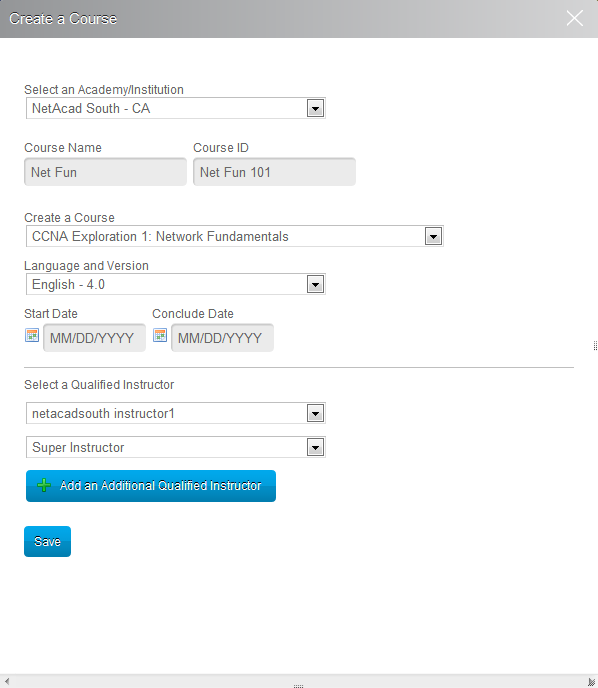 Create a Course
Select an Academy/Institution
NetAcad South - CA
Course Name Course ID
Net Fun Net Fun 101
Create a Course
CCNA Exploration 1: Network Fundamentals
Language and Version
English - 4.0
Start Date Conclude Date
MM/DD/YYYY MM/DD/YYYY
Select a Qualified Instructor
netacadsouth instructor1
Super Instructor
Add an Additional Qualified Instructor
Save